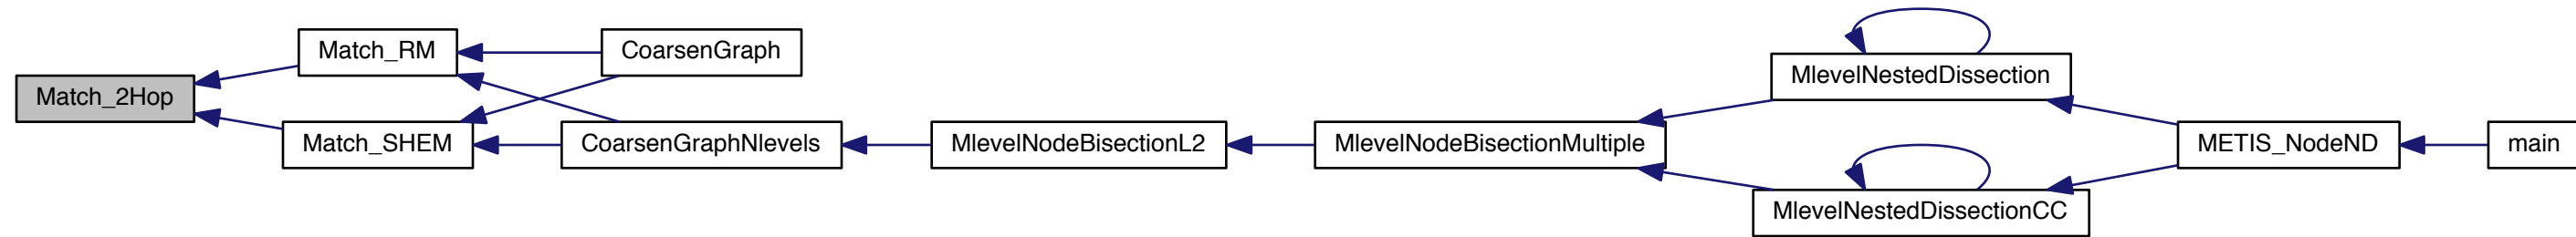 Match_2Hop
Match_RM
Match_SHEM
CoarsenGraph
CoarsenGraphNlevels
MlevelNodeBisectionL2
MlevelNodeBisectionMultiple
MlevelNestedDissection
MlevelNestedDissectionCC
METIS_NodeND
main